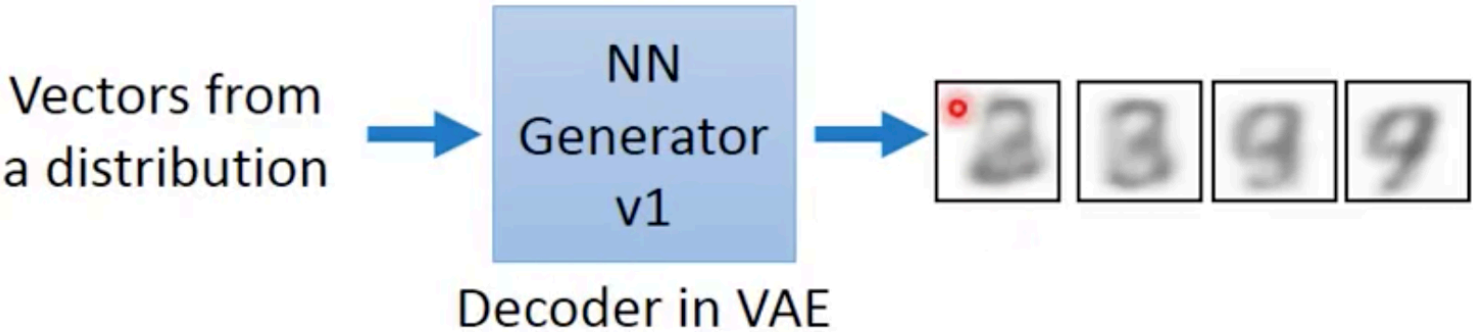 Vectors from
a distribution
NN
Generator
v1
Decoder in VAE